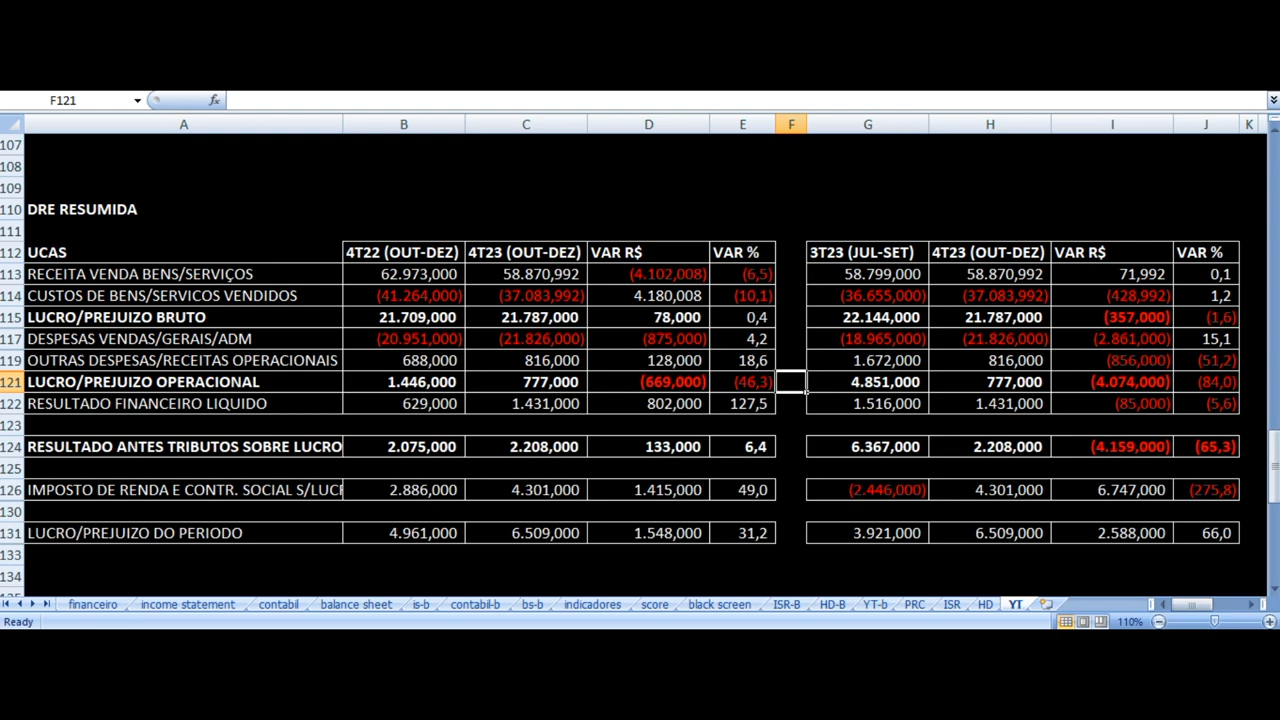 F121 fx
A B C D E F G H I J K
107
108
109
110 DRE RESUMIDA
111
112 UCAS 4T22 (OUT-DEZ) 4T23 (OUT-DEZ) VAR R$ VAR % 3T23 (JUL-SET) 4T23 (OUT-DEZ) VAR R$ VAR %
113 RECEITA VENDA BENS/SERVIÇOS 62.973,000 58.870,992 (4.102,008) (6,5) 58.799,000 58.870,992 71,992 0,1
114 CUSTOS DE BENS/SERVICOS VENDIDOS (41.264,000) (37.083,992) 4.180,008 (10,1) (36.655,000) (37.083,992) (428,992) 1,2
115 LUCRO/PREJUIZO BRUTO 21.709,000 21.787,000 78,000 0,4 22.144,000 21.787,000 (357,000) (1,6)
117 DESPESAS VENDAS/GERAIS/ADM (20.951,000) (21.826,000) (875,000) 4,2 (18.965,000) (21.826,000) (2.861,000) 15,1
119 OUTRAS DESPESAS/RECEITAS OPERACIONAIS 688,000 816,000 128,000 18,6 1.672,000 816,000 (856,000) (51,2)
121 LUCRO/PREJUIZO OPERACIONAL 1.446,000 777,000 (669,000) (46,3) 4.851,000 777,000 (4.074,000) (84,0)
122 RESULTADO FINANCEIRO LIQUIDO 629,000 1.431,000 802,000 127,5 1.516,000 1.431,000 (85,000) (5,6)
123
124 RESULTADO ANTES TRIBUTOS SOBRE LUCRO 2.075,000 2.208,000 133,000 6,4 6.367,000 2.208,000 (4.159,000) (65,3)
125
126 IMPOSTO DE RENDA E CONTR. SOCIAL S/LUCR 2.886,000 4.301,000 1.415,000 49,0 (2.446,000) 4.301,000 6.747,000 (275,8)
130
131 LUCRO/PREJUIZO DO PERIODO 4.961,000 6.509,000 1.548,000 31,2 3.921,000 6.509,000 2.588,000 66,0
133
134
financeiro income statement contabil balance sheet is-b contabil-b bs-b indicadores score black screen ISR-B HD-B YT-b PRC ISR HD YT
Ready 110%